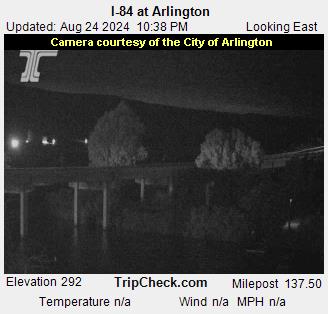 I-84 at Arlington
Updated: Aug 24 2024 10:38 PM Looking East
Camera courtesy of the City of Arlington
Elevation 292 TripCheck.com Milepost 137.50
Temperature n/a Wind n/a MPH n/a